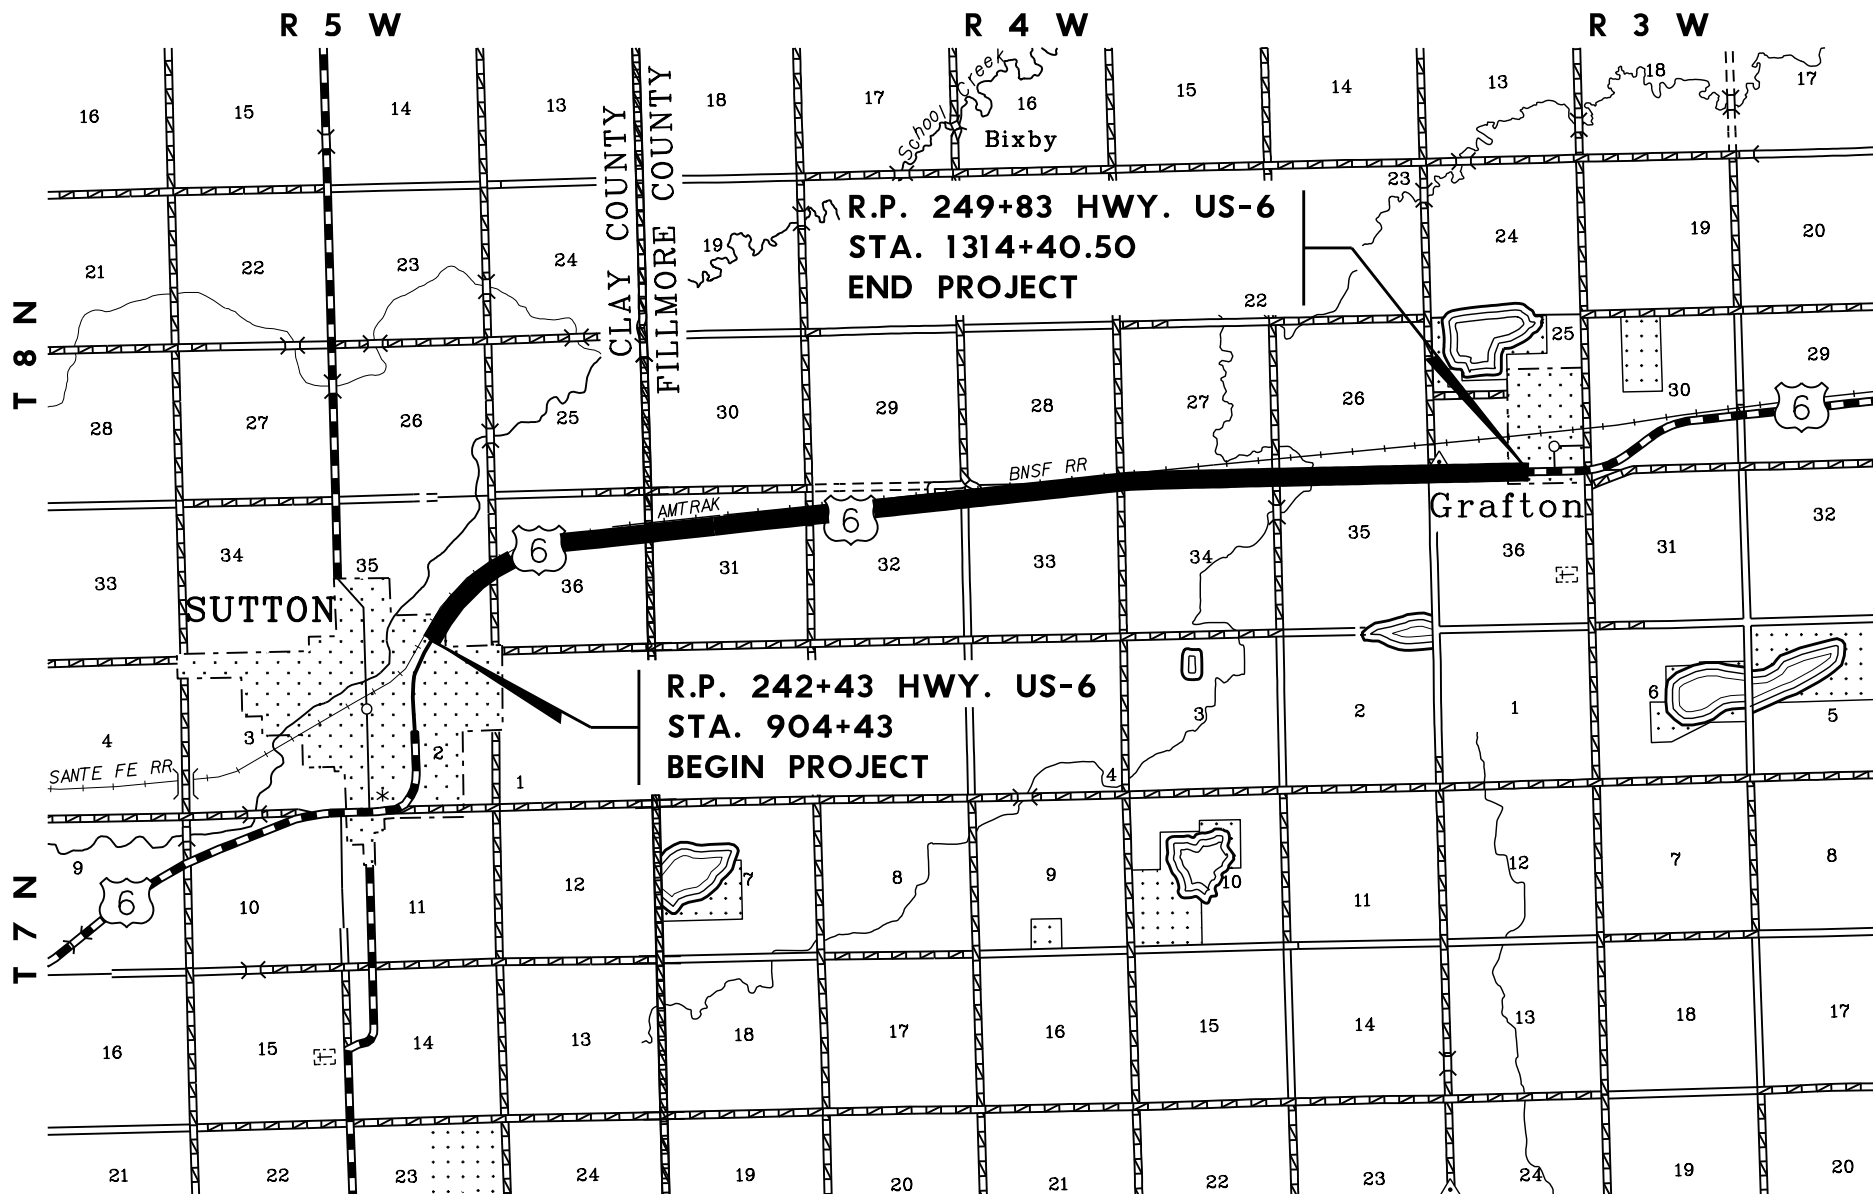 R 5 W R 4 W R 3 W
16 15 14 13 18 17 16 15 14 13 18 17
School Creek
Bixby
CLAY COUNTY
FILLMORE COUNTY
T 8 N
21 22 23 24 19 22 23 24 19 20
R.P. 249+83 HWY. US-6
STA. 1314+40.50
END PROJECT
28 27 26 25 30 29 28 27 26 25 30 29
6
BNSF RR
AMTRAK
6
6
Grafton
33 34 35 36 31 32 33 34 35 36 31 32
SUTTON
R.P. 242+43 HWY. US-6
STA. 904+43
BEGIN PROJECT
4 3 2 1 4 3 2 1 6 5
SANTE FE RR
T 7 N
9 10 11 12 7 8 9 10 11 12 7 8
6
16 15 14 13 18 17 16 15 14 13 18 17
21 22 23 24 19 20 21 22 23 24 19 20